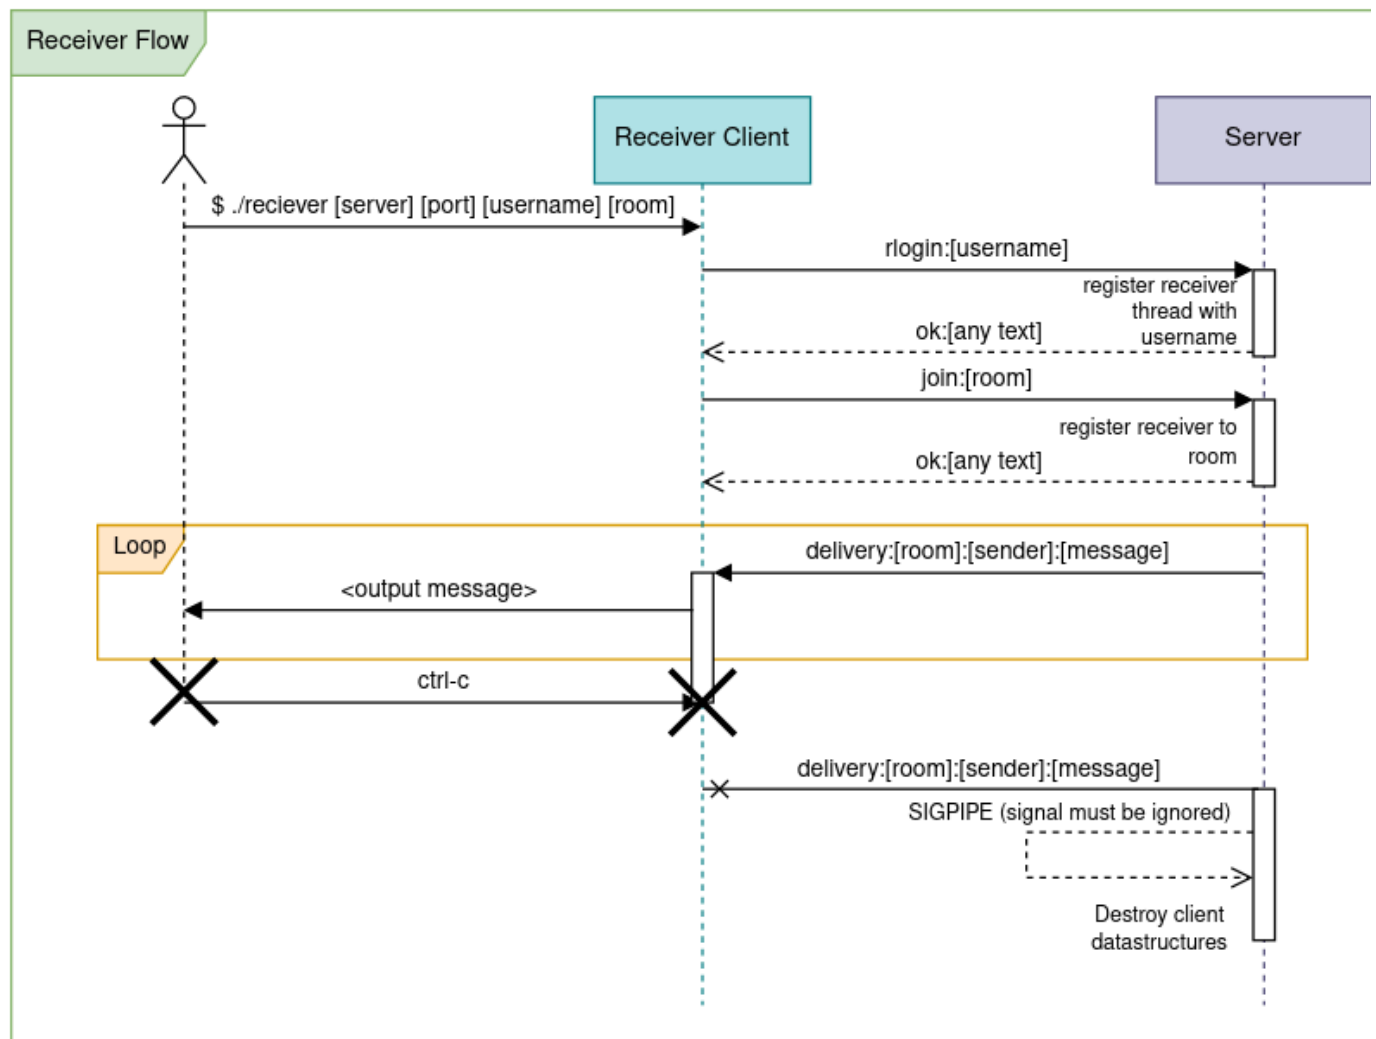 Receiver Flow
Receiver Client
Server
$ ./reciever [server] [port] [username] [room]
rlogin:[username]
register receiver
thread with
username
ok:[any text]
join:[room]
register receiver to
room
ok:[any text]
Loop
delivery:[room]:[sender]:[message]
<output message>
ctrl-c
delivery:[room]:[sender]:[message]
SIGPIPE (signal must be ignored)
Destroy client
datastructures